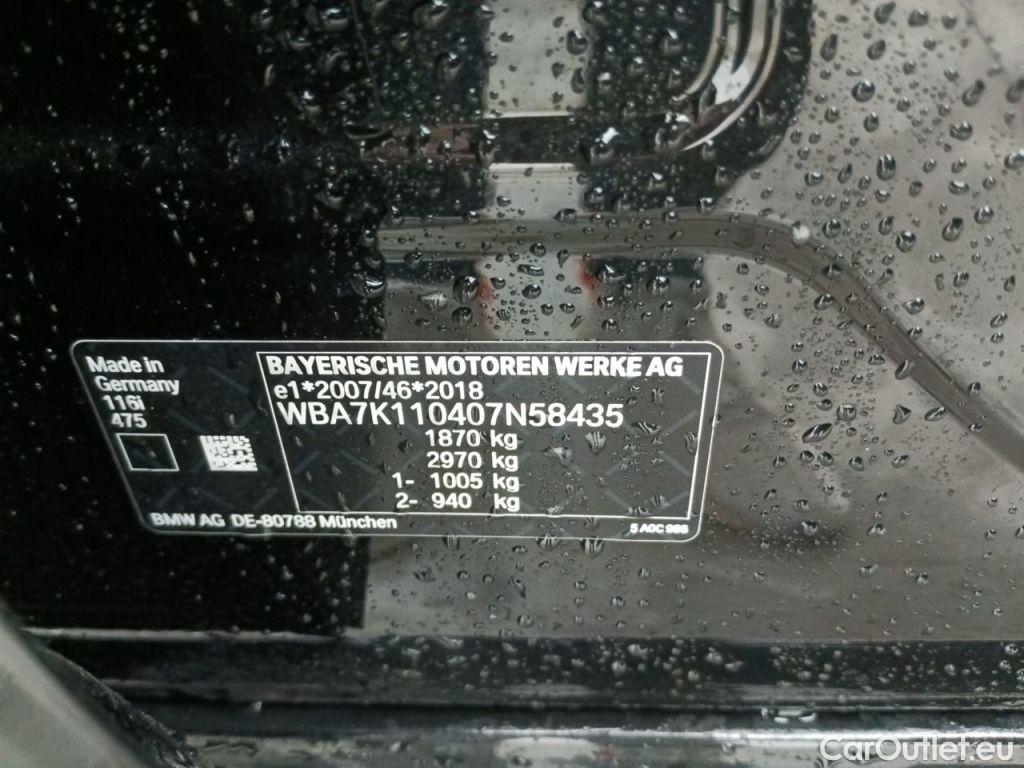 Made in
Germany
116i
475
BAYERISCHE MOTOREN WERKE AG
e1*2007/46*2018
WBA7K110407N58435
1870 kg
2970 kg
1- 1005 kg
2- 940 kg
BMW AG DE-80788 München
5 A0C 986
CarOutlet.eu